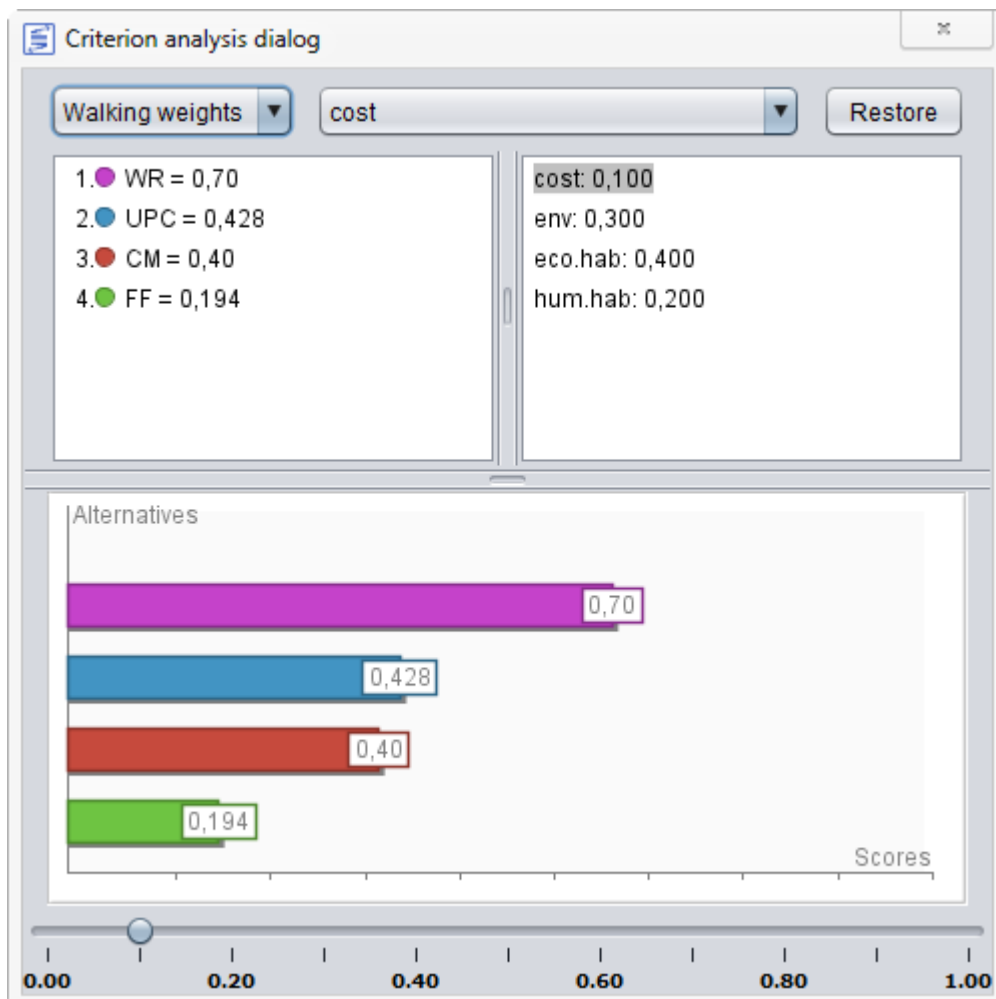 Criterion analysis dialog
Walking weights cost Restore
1. WR = 0,70
2. UPC = 0,428
3. CM = 0,40
4. FF = 0,194
cost: 0,100
env: 0,300
eco.hab: 0,400
hum.hab: 0,200
Alternatives
0,70
0,428
0,40
0,194
Scores
0.00 0.20 0.40 0.60 0.80 1.00